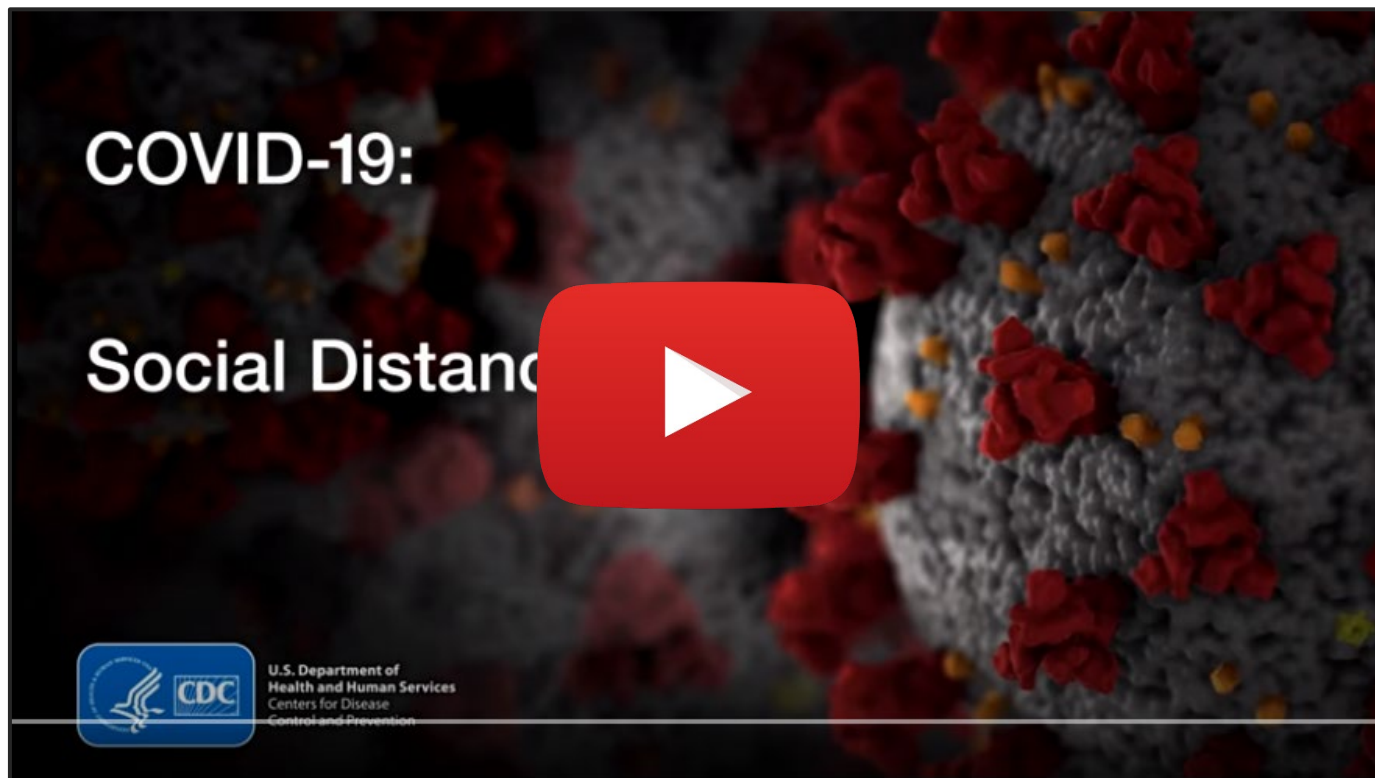 COVID-19:
Social Distanc
CDC
U.S. Department of
Health and Human Services
Centers for Disease
Control and Prevention